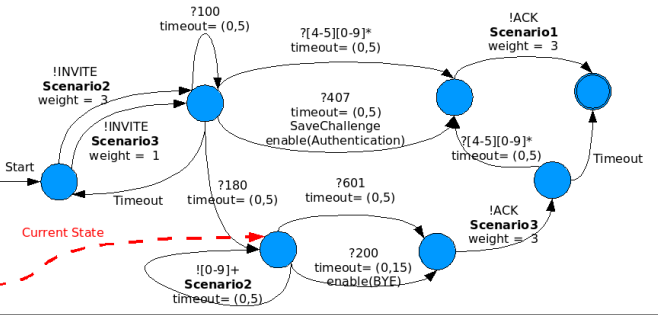 ?100
timeout= (0,5)
?[4-5][0-9]*
timeout= (0,5)
!ACK
Scenario1
weight = 3
!INVITE
Scenario2
weight = 3
?407
timeout= (0,5)
SaveChallenge
enable(Authentication)
!INVITE
Scenario3
weight = 1
?[4-5][0-9]*
timeout= (0,5)
Timeout
Start
Timeout
?180
timeout= (0,5)
?601
timeout= (0,5)
!ACK
Scenario3
weight = 3
Current State
?200
timeout= (0,15)
enable(BYE)
![0-9]+
Scenario2
timeout= (0,5)